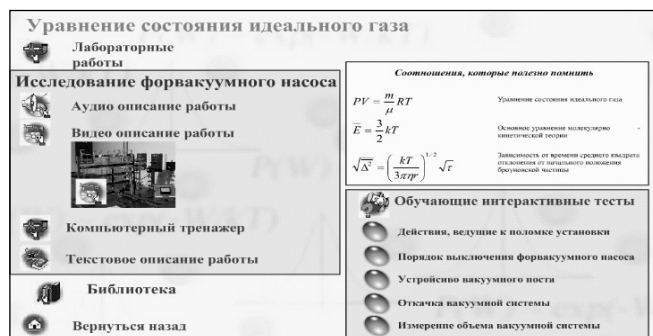 Уравнение состояния идеального газа
Лабораторные
работы
Исследование форвакуумного насоса
Аудио описание работы
Видео описание работы
Компьютерный тренажер
Текстовое описание работы
Библиотека
Вернуться назад
Соотношения, которые полезно помнить
PV = m/μ RT
Уравнение состояния идеального газа
E̅ = 3/2 kT
Основное уравнение молекулярно -
кинетической теории
√Δ̅² = (kT/3πηr)^1/2 √τ
Зависимость от времени среднего квадрата
отклонения от начального положения
броуновской частицы
Обучающие интерактивные тесты
Действия, ведущие к поломке установки
Порядок выключения форвакуумного насоса
Устройсиво вакуумного поста
Откачка вакуумной системы
Измерение объема вакуумной системы